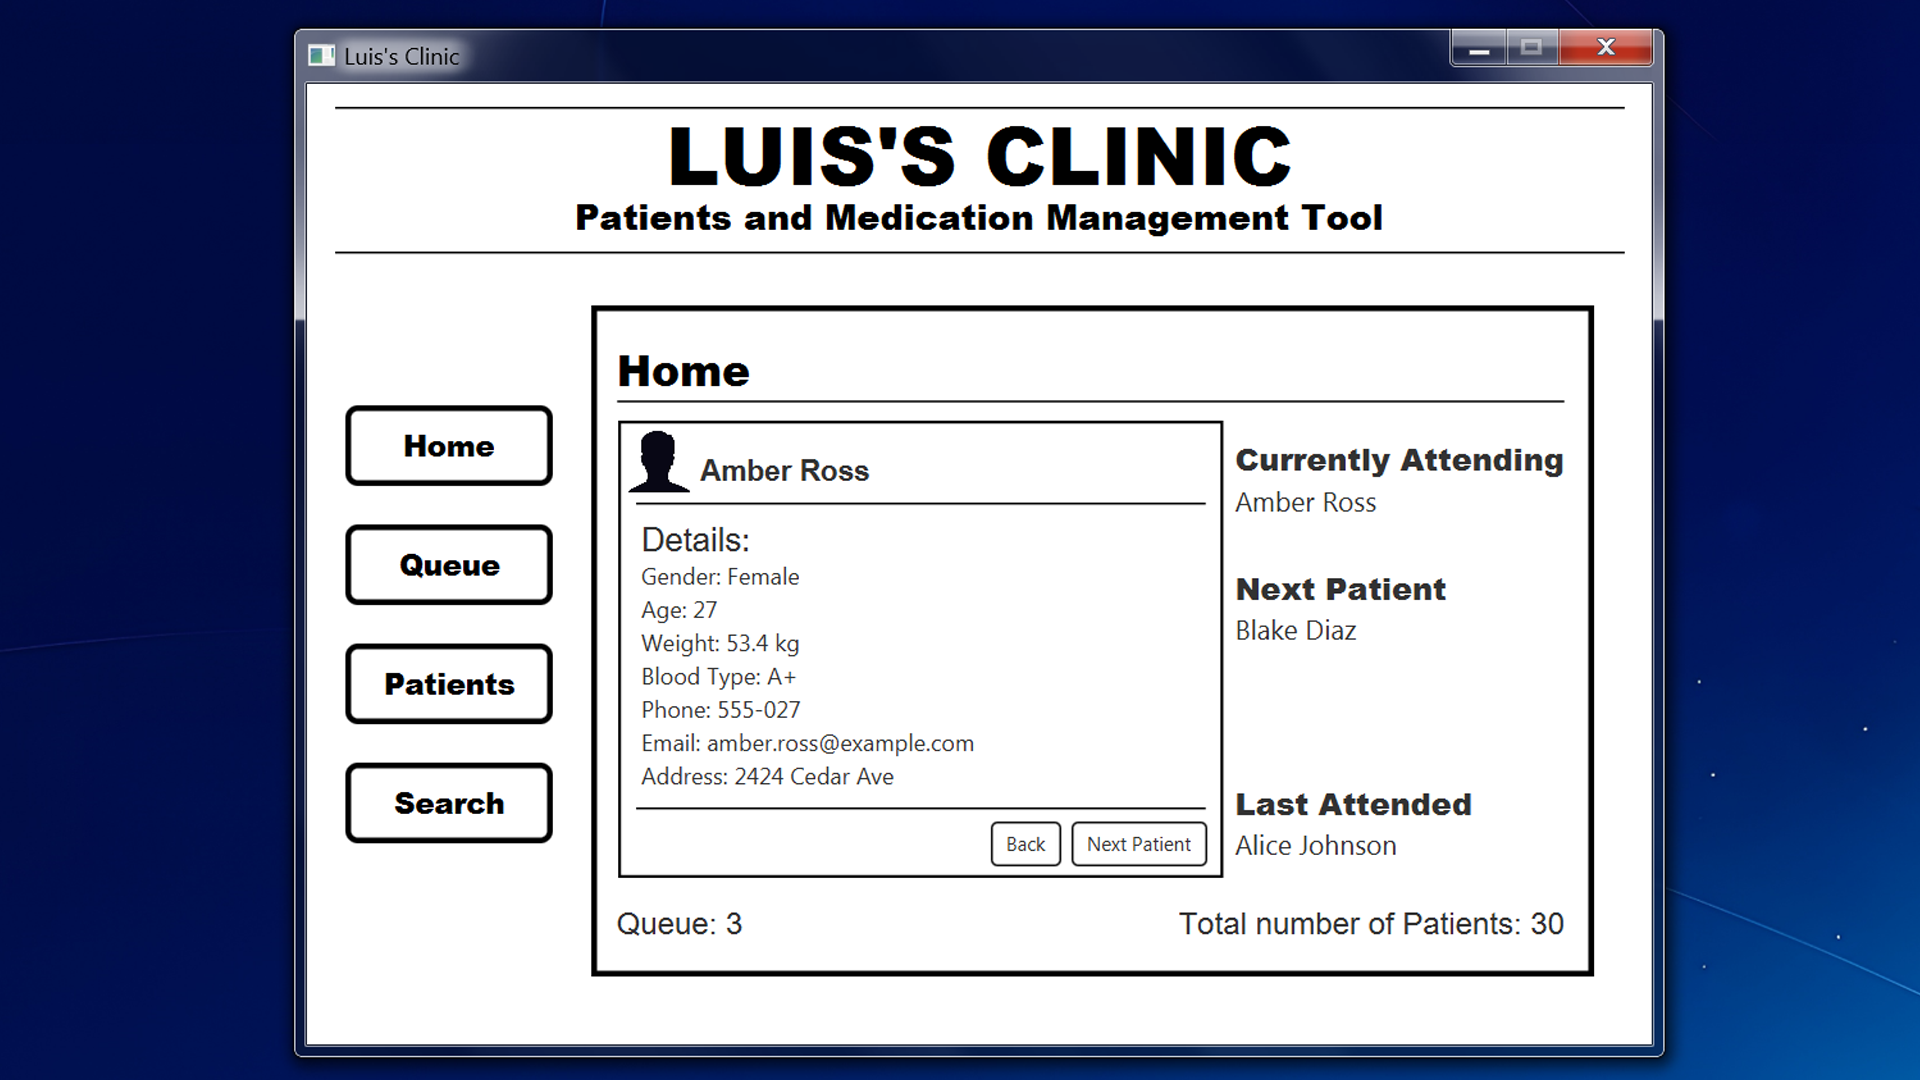 Luis's Clinic
LUIS'S CLINIC
Patients and Medication Management Tool
Home
Queue
Patients
Search
Home
Amber Ross
Details:
Gender: Female
Age: 27
Weight: 53.4 kg
Blood Type: A+
Phone: 555-027
Email: amber.ross@example.com
Address: 2424 Cedar Ave
Back
Next Patient
Currently Attending
Amber Ross
Next Patient
Blake Diaz
Last Attended
Alice Johnson
Queue: 3
Total number of Patients: 30